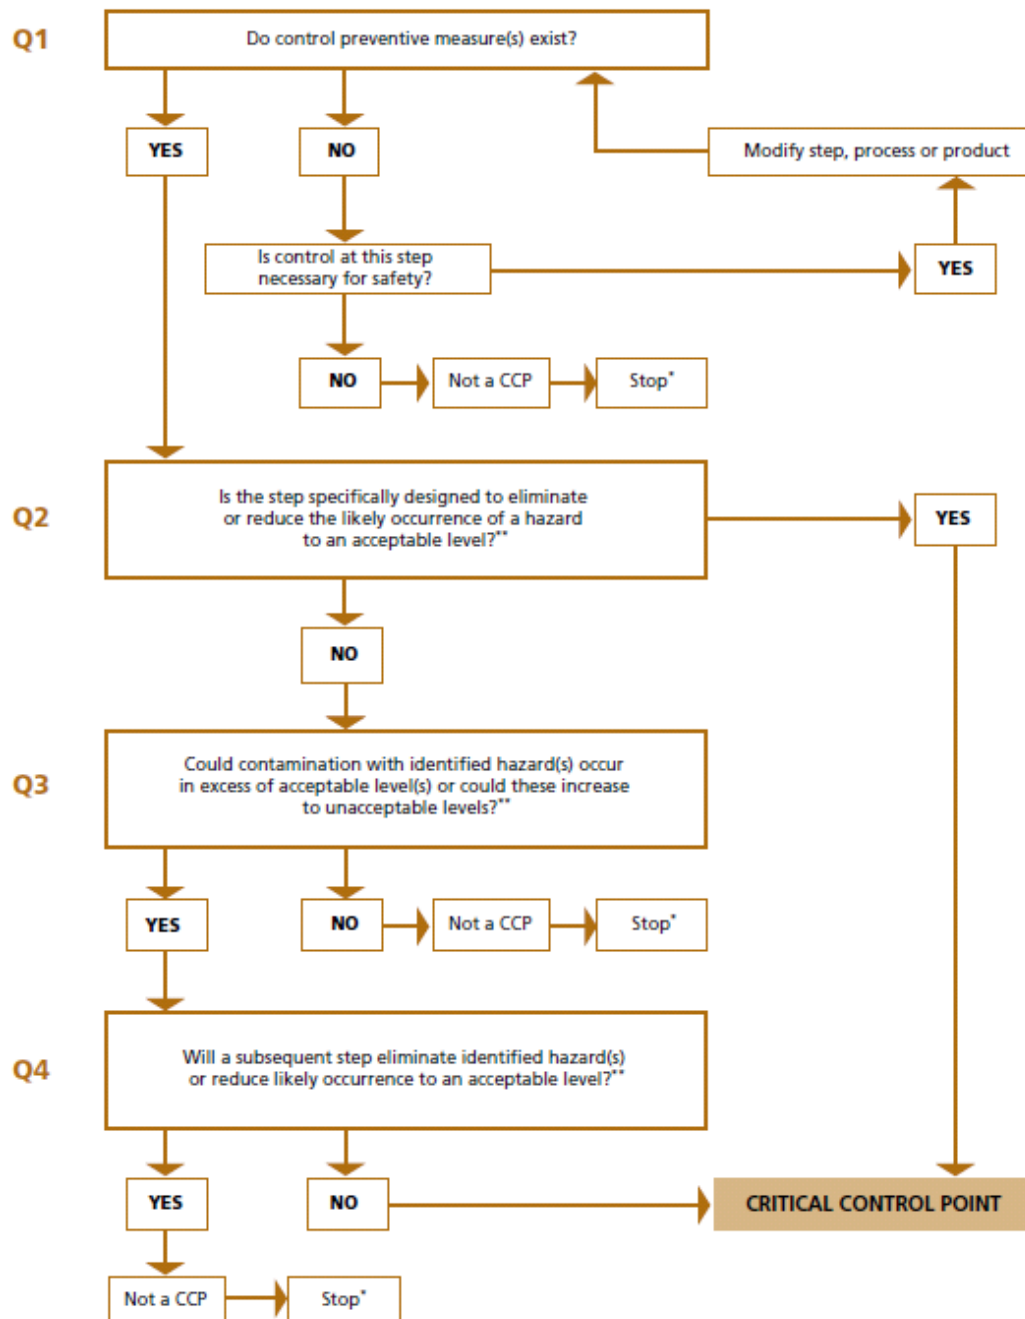 Q1
Do control preventive measure(s) exist?
YES
NO
Modify step, process or product
Is control at this step
necessary for safety?
YES
NO
Not a CCP
Stop*
Q2
Is the step specifically designed to eliminate
or reduce the likely occurrence of a hazard
to an acceptable level?**
YES
NO
Q3
Could contamination with identified hazard(s) occur
in excess of acceptable level(s) or could these increase
to unacceptable levels?**
YES
NO
Not a CCP
Stop*
Q4
Will a subsequent step eliminate identified hazard(s)
or reduce likely occurrence to an acceptable level?**
YES
NO
CRITICAL CONTROL POINT
Not a CCP
Stop*